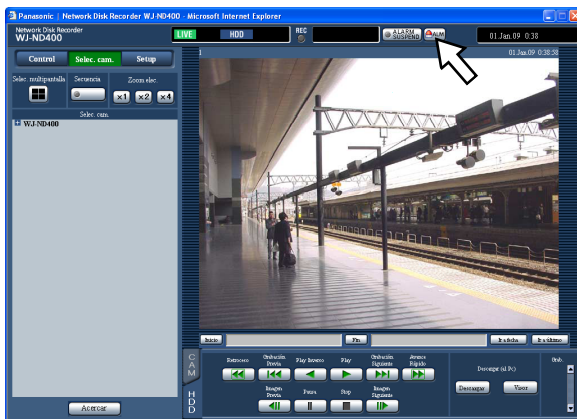 Panasonic | Network Disk Recorder WJ-ND400 - Microsoft Internet Explorer
Network Disk Recorder
WJ-ND400
LIVE
HDD
REC
ALARM SUSPEND
ALM
01.Jan.09 0:38
Control
Selec. cam.
Setup
1
01.Jan.09 0:38:38
Selec. multipantalla
Secuencia
Zoom elec.
x1
x2
x4
Selec. cam.
WJ-ND400
Inicio
Fin
Ir a fecha
Ir a último
CAM
HDD
Retroceso
Grabación Previa
Play Inverso
Play
Grabación Siguiente
Avance Rápido
Imagen Previa
Pausa
Stop
Imagen Siguiente
Descargar (al Pc)
Descargar
Visor
Grab.
Acercar